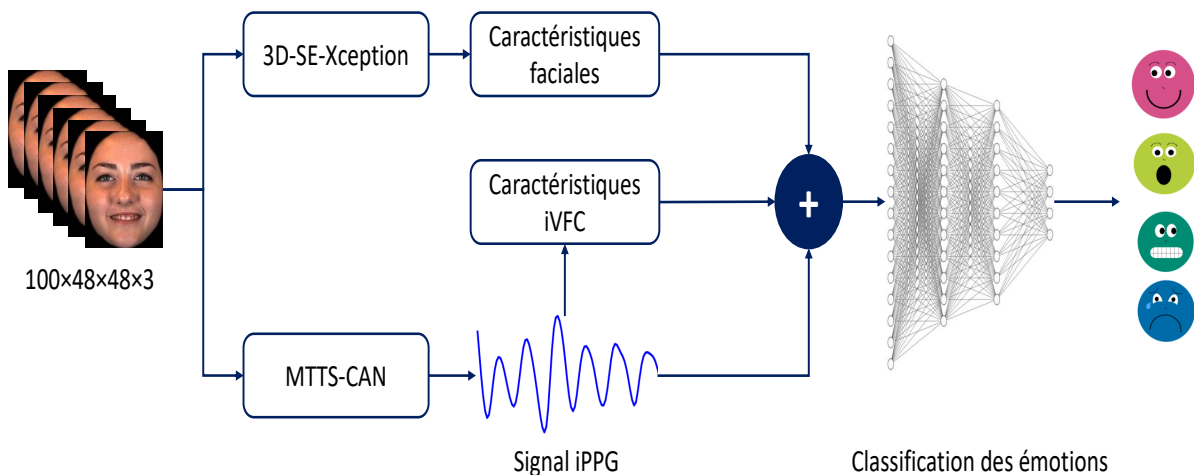 3D-SE-Xception
Caractéristiques
faciales
Caractéristiques
iVFC
+
100×48×48×3
MTTS-CAN
Signal iPPG
Classification des émotions